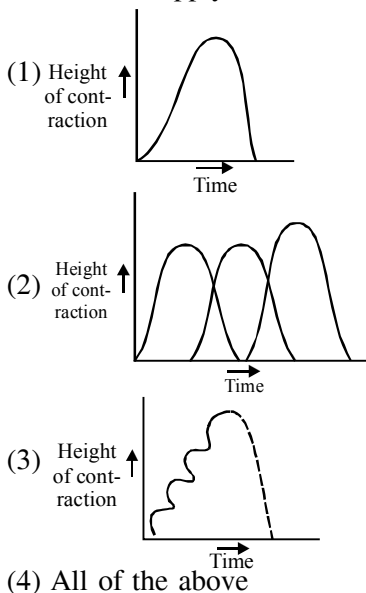 (1) Height
of cont-
raction
Time
(2) Height
of cont-
raction
Time
(3) Height
of cont-
raction
Time
(4) All of the above